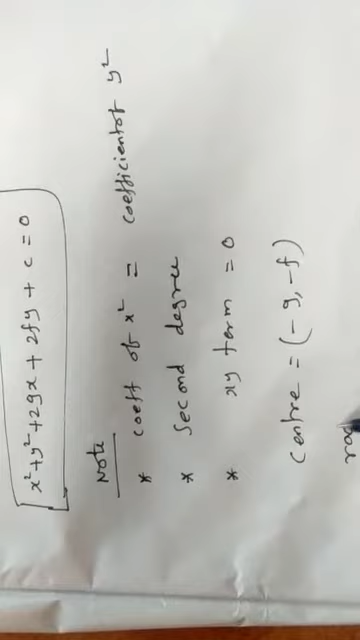 x²+y²+2gx + 2fy + c = 0
Note
* coeff of x² = coefficient of y²
* Second degree
* xy term = 0
Centre = (-g, -f)